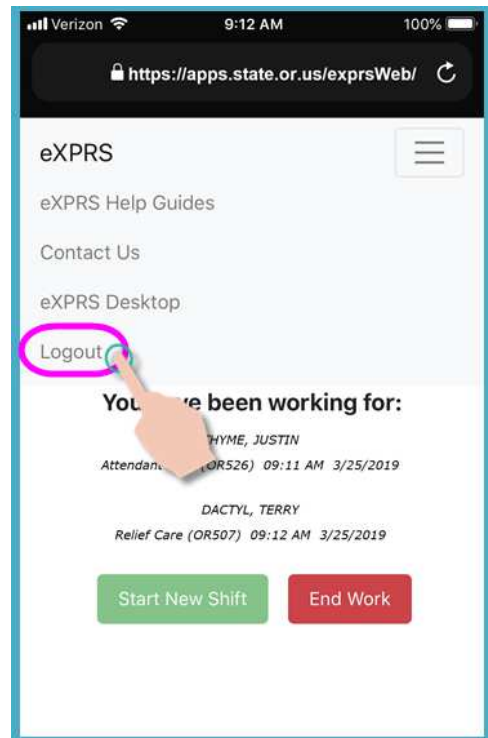 Verizon 9:12 AM 100%
https://apps.state.or.us/exprsWeb/
eXPRS
eXPRS Help Guides
Contact Us
eXPRS Desktop
Logout
been working for:
JUSTIN
Attendant (OR526) 09:11 AM 3/25/2019
DACTYL, TERRY
Relief Care (OR507) 09:12 AM 3/25/2019
Start New Shift End Work